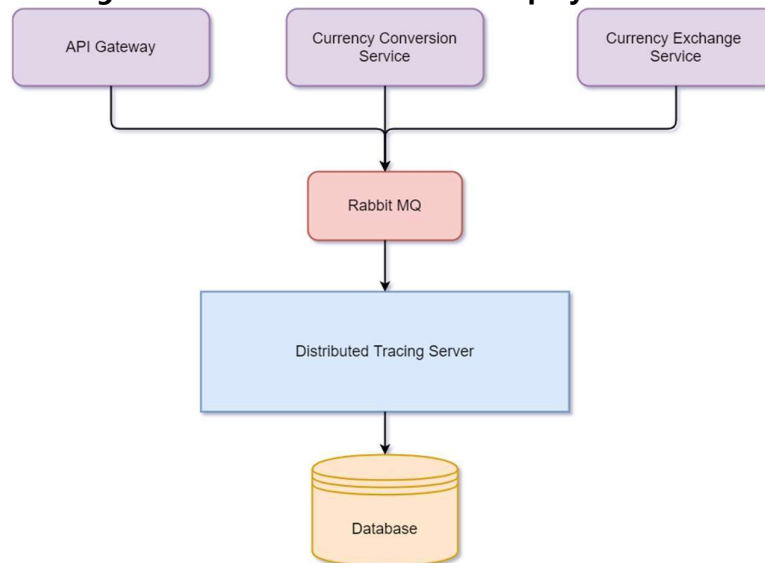 API Gateway
Currency Conversion
Service
Currency Exchange
Service
Rabbit MQ
Distributed Tracing Server
Database